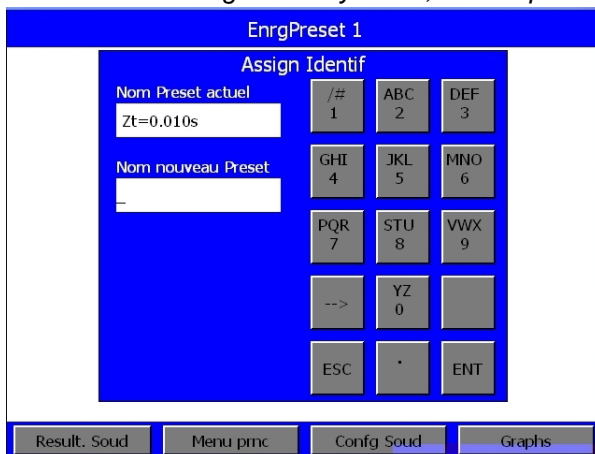 EnrgPreset 1
Assign Identif
Nom Preset actuel
Zt=0.010s
Nom nouveau Preset
_
/#
1
ABC
2
DEF
3
GHI
4
JKL
5
MNO
6
PQR
7
STU
8
VWX
9
-->
YZ
0
ESC
.
ENT
Result. Soud
Menu prnc
Confg Soud
Graphs